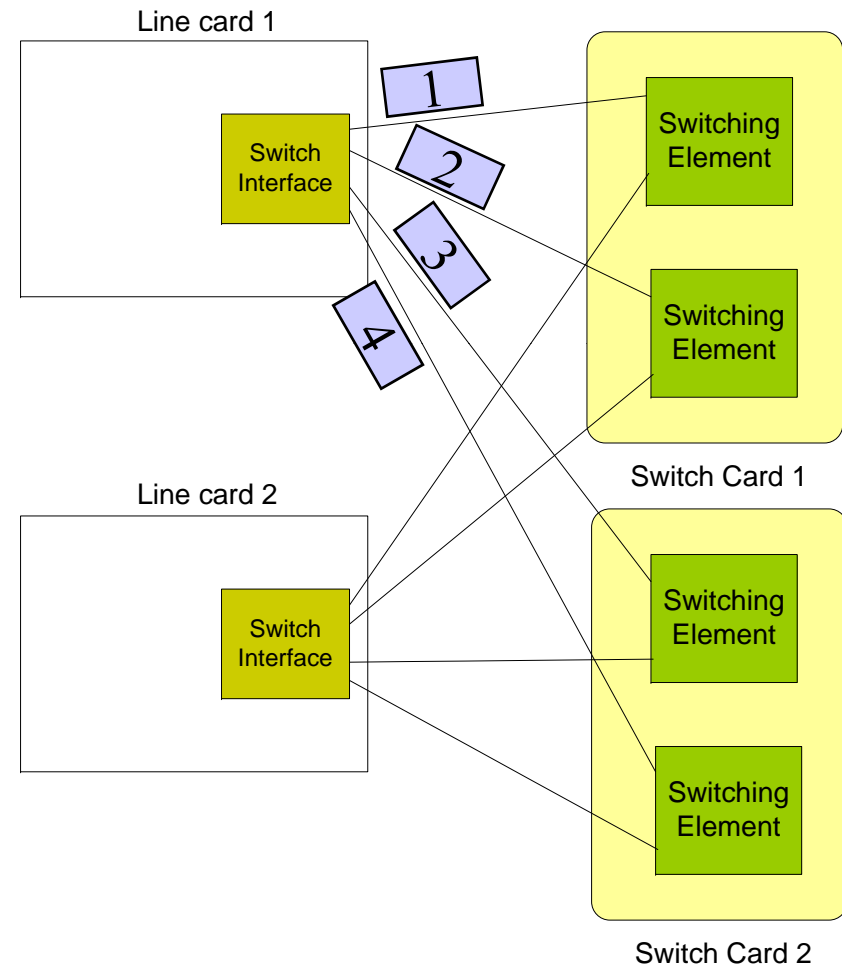 Line card 1
Switch
Interface
1
2
3
4
Switching
Element
Switching
Element
Switch Card 1
Line card 2
Switch
Interface
Switching
Element
Switching
Element
Switch Card 2